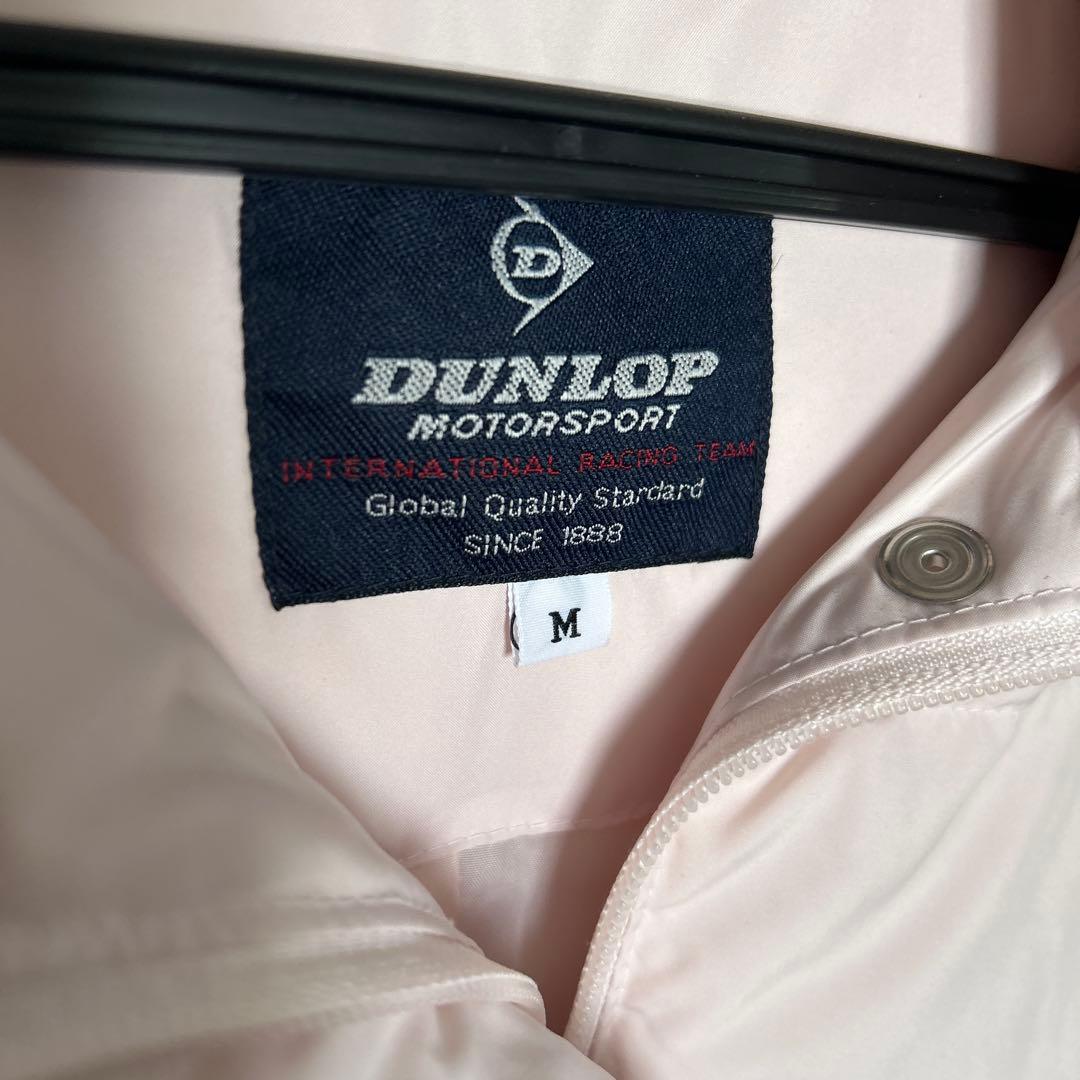 D
DUNLOP
MOTORSPORT
INTERNATIONAL RACING TEAM
Global Quality Stardard
SINCE 1888
M